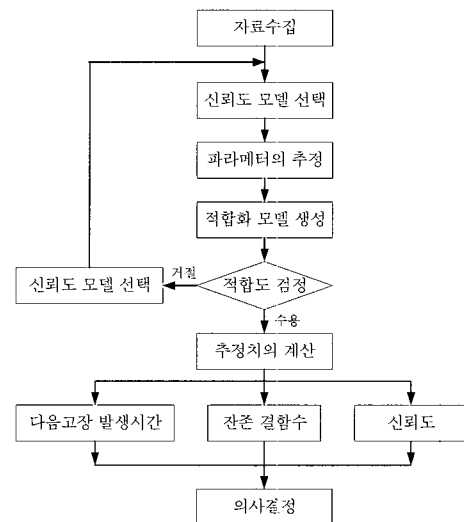 자료수집
신뢰도 모델 선택
파라메터의 추정
적합화 모델 생성
신뢰도 모델 선택
거절
적합도 검정
수용
추정치의 계산
다음고장 발생시간
잔존 결함수
신뢰도
의사결정